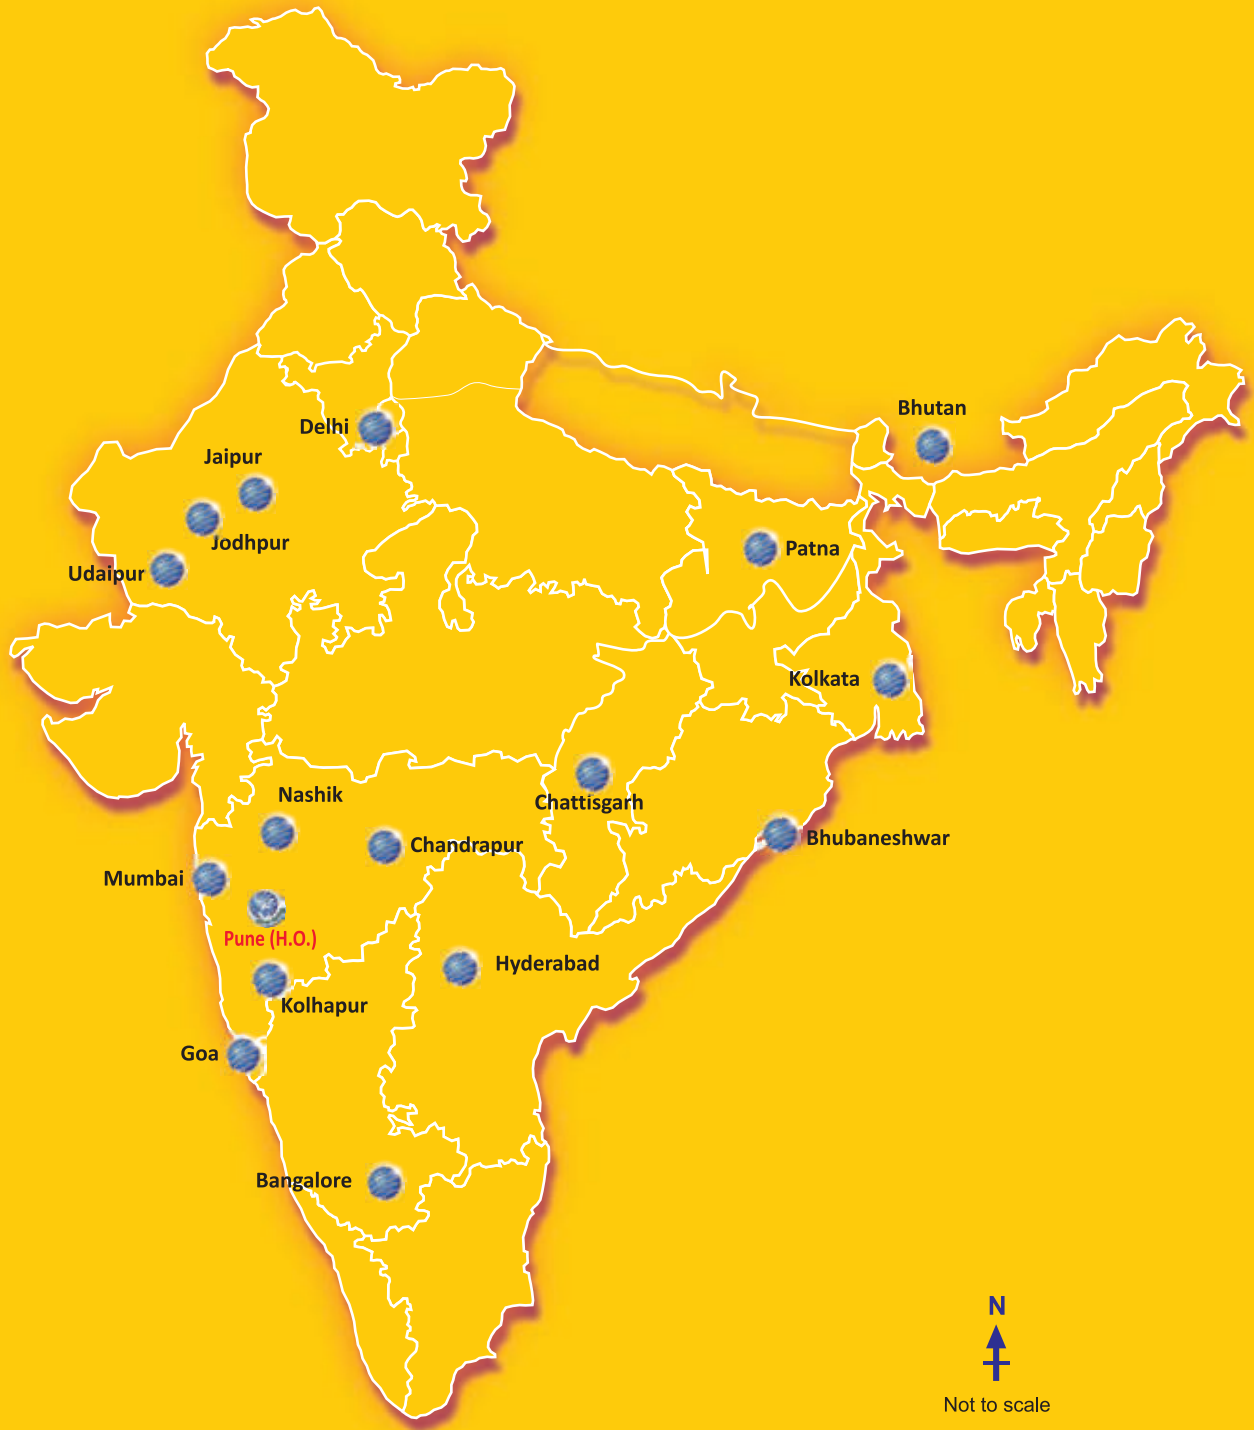 Bhutan
Delhi
Jaipur
Jodhpur
Patna
Udaipur
Kolkata
Nashik
Chattisgarh
Bhubaneshwar
Chandrapur
Mumbai
Pune (H.O.)
Hyderabad
Kolhapur
Goa
Bangalore
N
Not to scale